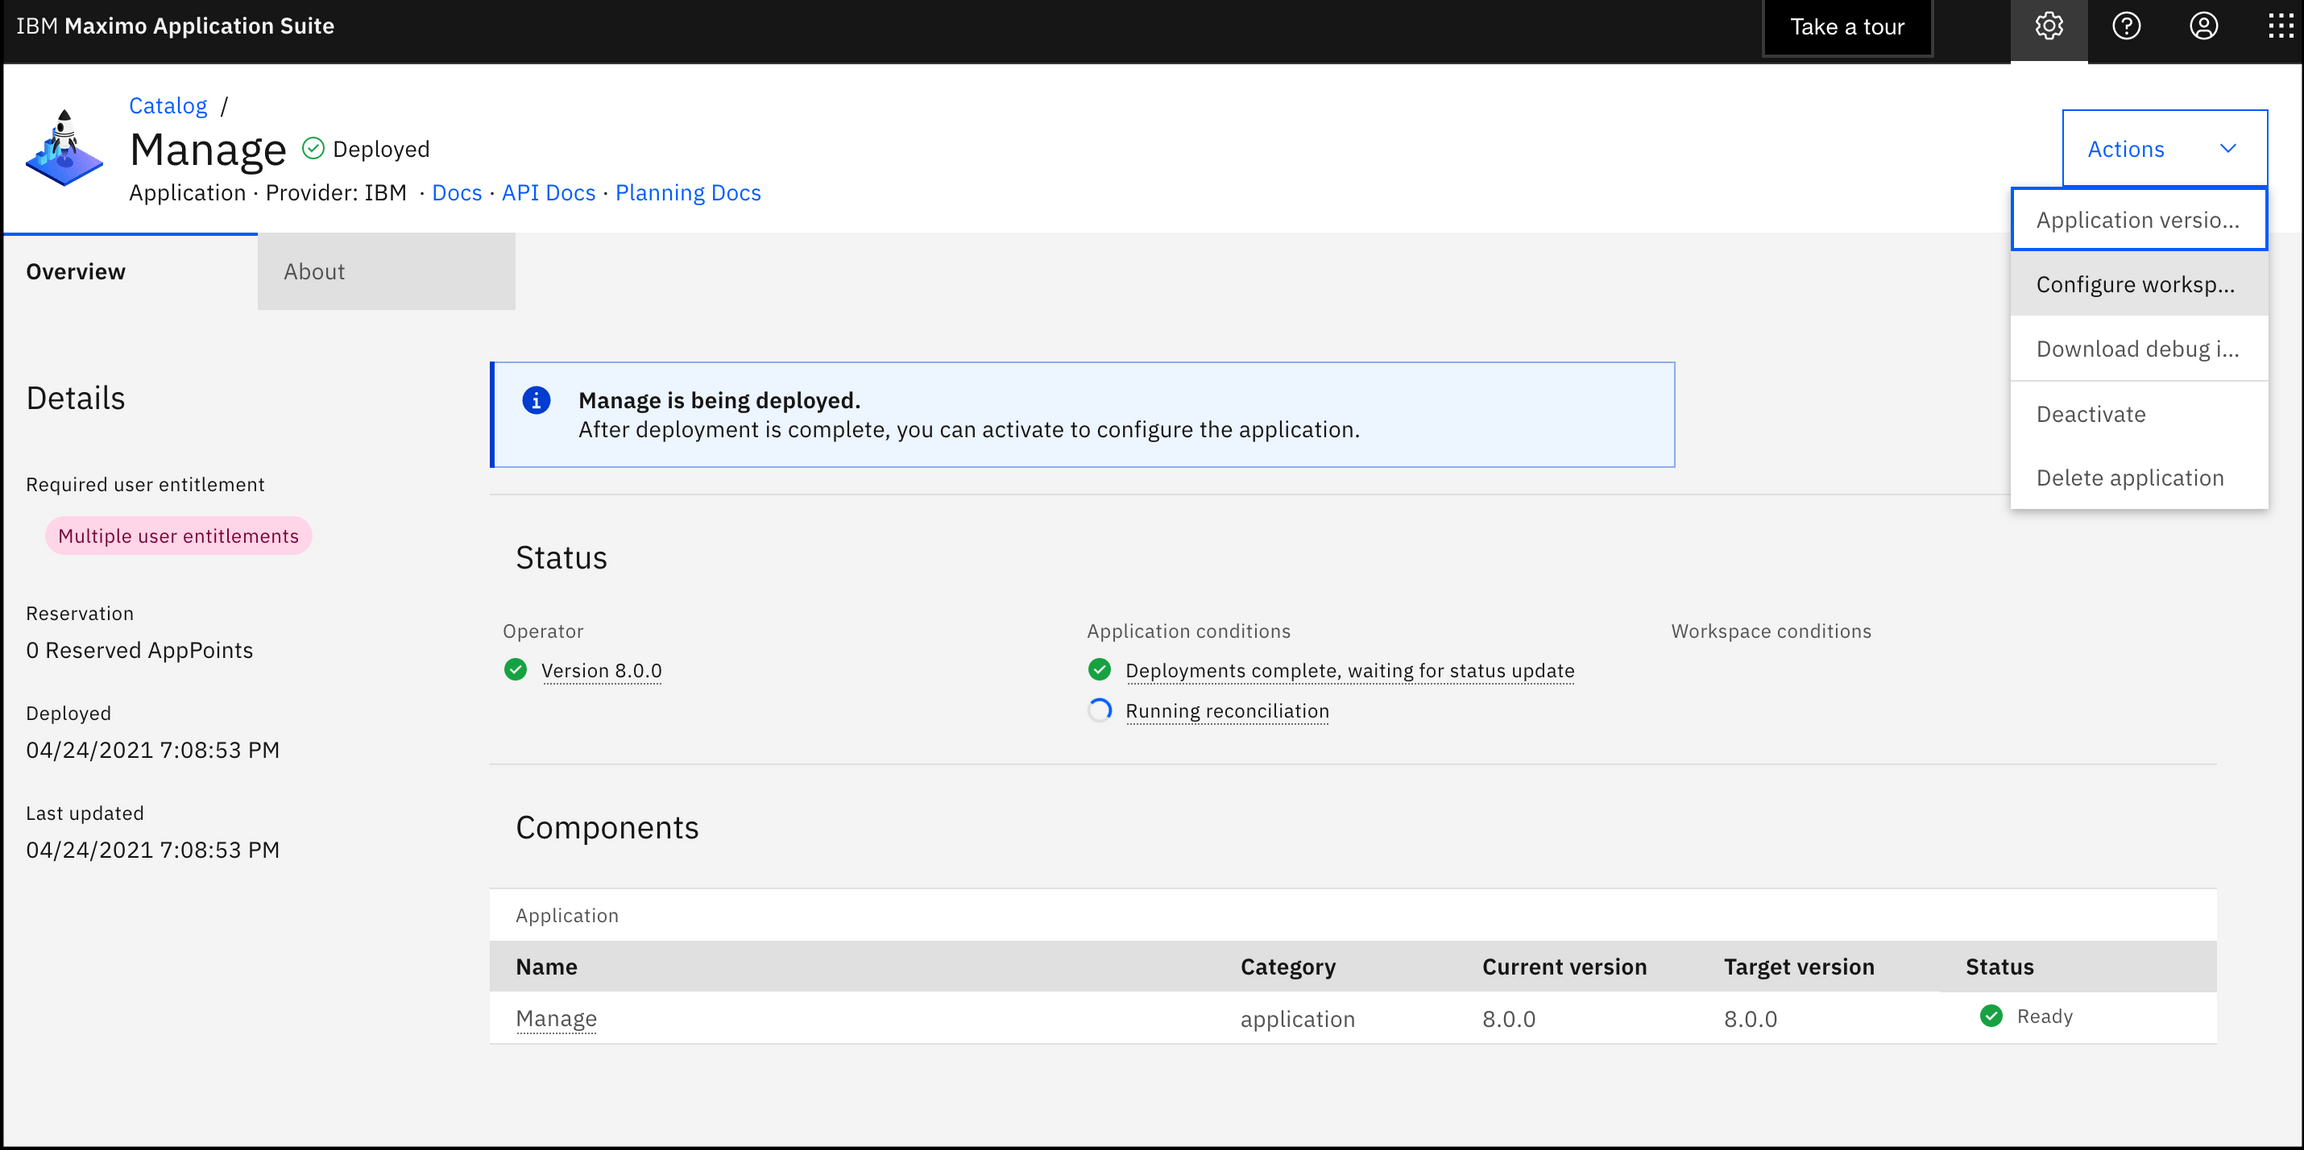 IBM Maximo Application Suite
Take a tour
Catalog /
Manage Deployed
Application · Provider: IBM · Docs · API Docs · Planning Docs
Actions
Application versio...
Configure worksp...
Download debug i...
Deactivate
Delete application
Overview
About
Details
Required user entitlement
Multiple user entitlements
Reservation
0 Reserved AppPoints
Deployed
04/24/2021 7:08:53 PM
Last updated
04/24/2021 7:08:53 PM
Manage is being deployed.
After deployment is complete, you can activate to configure the application.
Status
Operator
Version 8.0.0
Application conditions
Deployments complete, waiting for status update
Running reconciliation
Workspace conditions
Components
Application
Name Category Current version Target version Status
Manage application 8.0.0 8.0.0 Ready